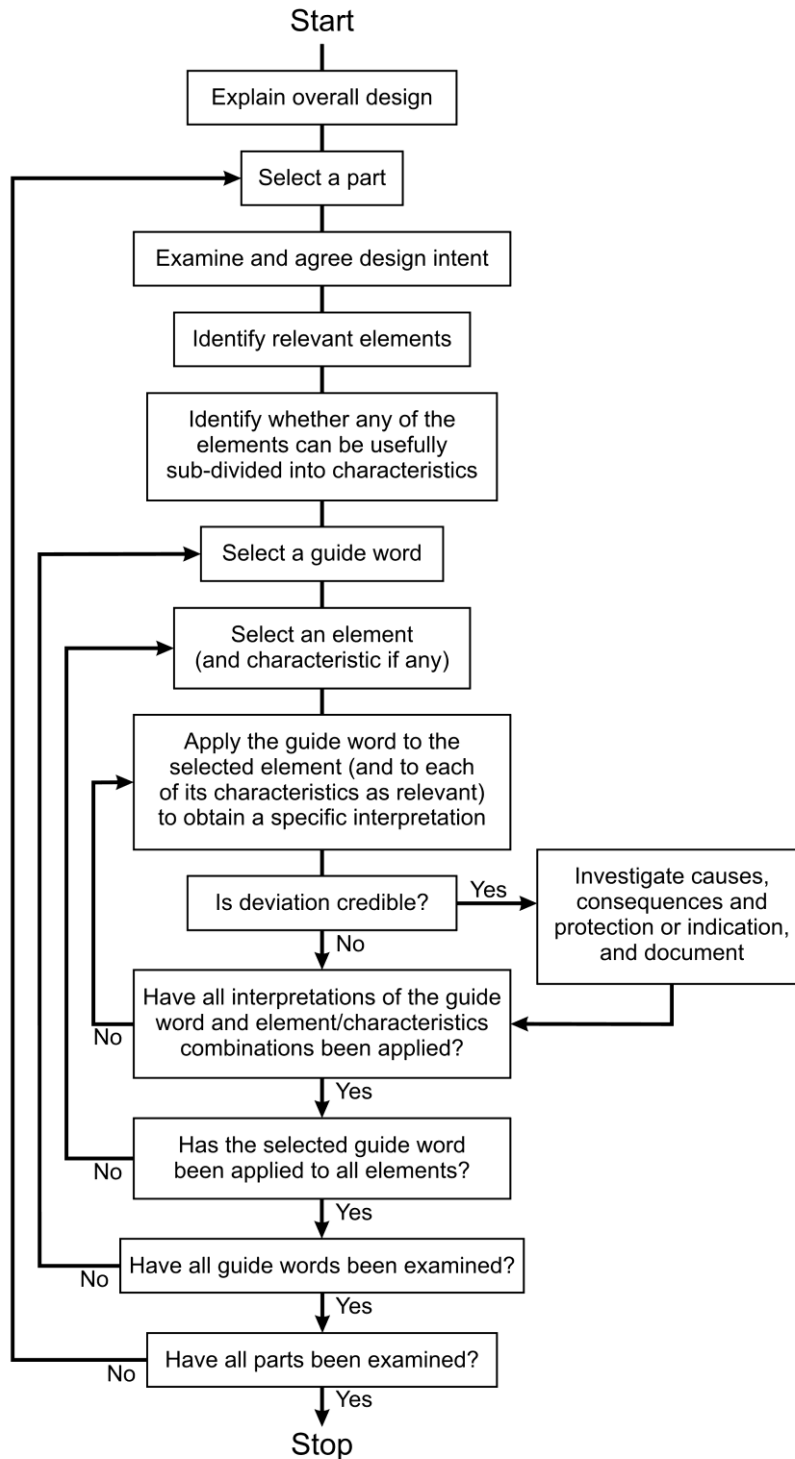 Start
Explain overall design
Select a part
Examine and agree design intent
Identify relevant elements
Identify whether any of the
elements can be usefully
sub-divided into characteristics
Select a guide word
Select an element
(and characteristic if any)
Apply the guide word to the
selected element (and to each
of its characteristics as relevant)
to obtain a specific interpretation
Is deviation credible?
Yes
Investigate causes,
consequences and
protection or indication,
and document
No
Have all interpretations of the guide
word and element/characteristics
combinations been applied?
No
Yes
Has the selected guide word
been applied to all elements?
No
Yes
Have all guide words been examined?
No
Yes
Have all parts been examined?
No
Yes
Stop